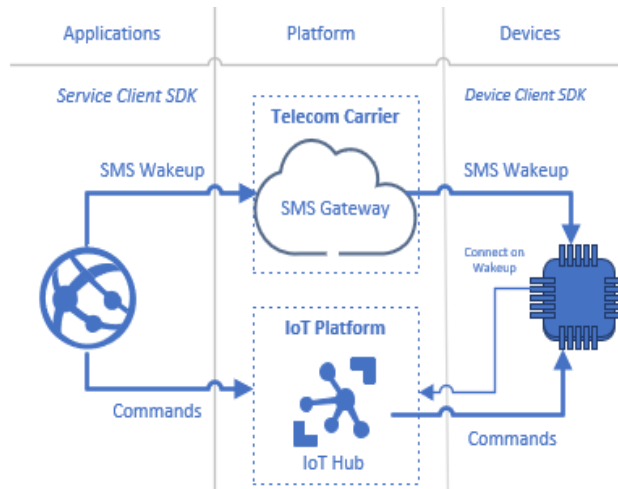 Applications
Platform
Devices
Service Client SDK
Device Client SDK
Telecom Carrier
SMS Wakeup
SMS Gateway
SMS Wakeup
Connect on
Wakeup
IoT Platform
Commands
IoT Hub
Commands